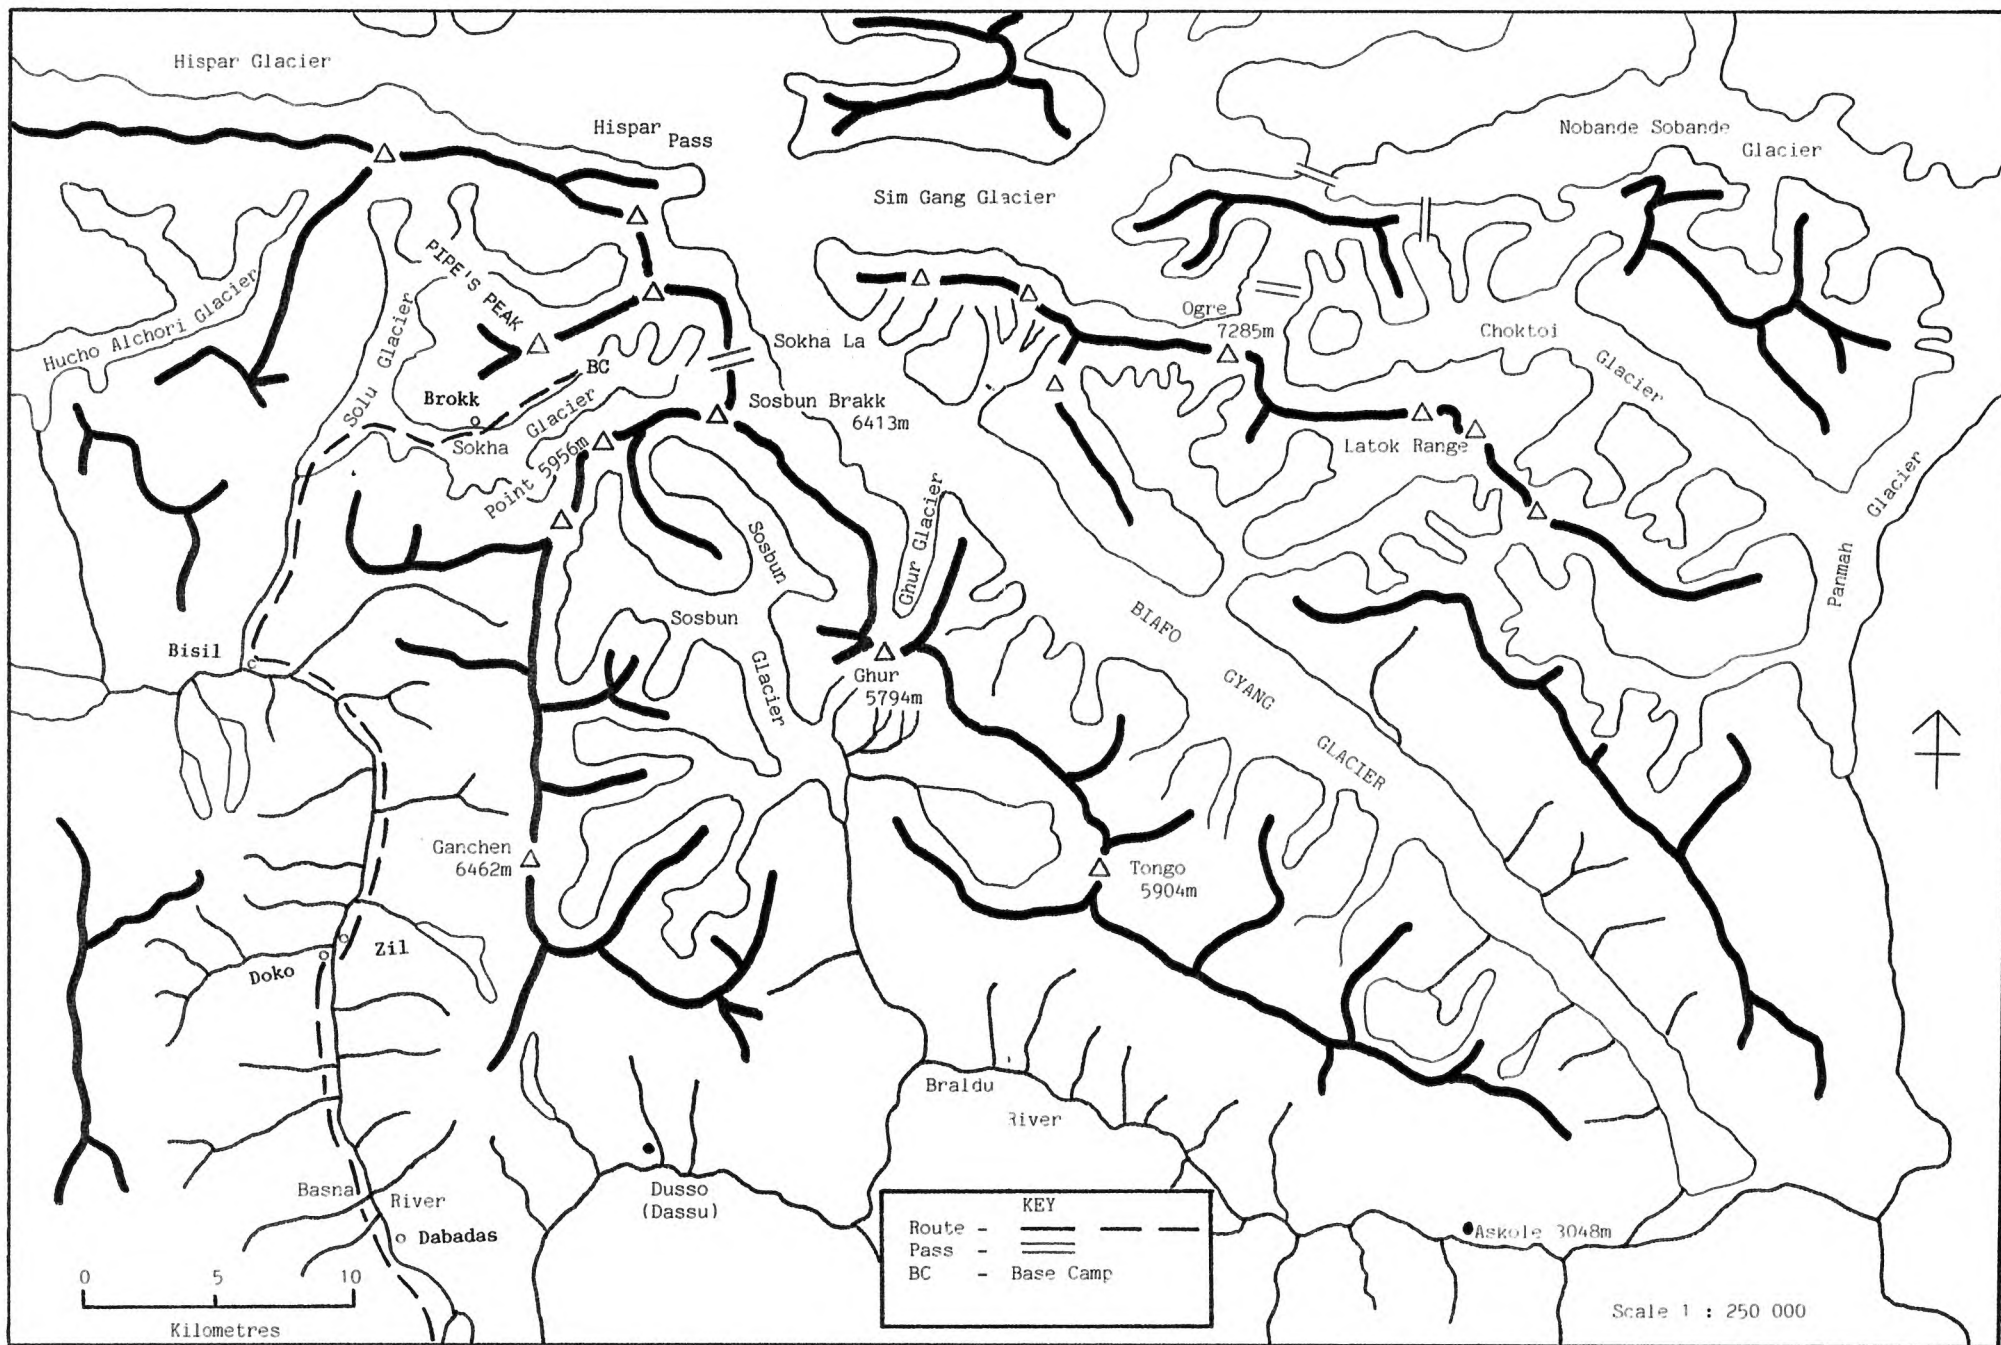 Hispar Glacier
Hispar
Pass
Nobande Sobande
Glacier
Sim Gang Glacier
PIPE'S PEAK
Hucho Alchori Glacier
Solu Glacier
Ogre
7285m
Sokha La
Choktoi
Glacier
BC
Brokk
Sokha
Glacier
Sosbun Brakk
6413m
Latok Range
Point 5956m
Ghur Glacier
Panmah Glacier
Sosbun
Sosbun
Glacier
BIAFO
GYANG
GLACIER
Bisil
Ghur
5794m
Ganchen
6462m
Tongo
5904m
Zil
Doko
Braldu
River
Basna
River
Dusso
(Dassu)
Dabadas
Askole 3048m
KEY
Route -
Pass -
BC - Base Camp
0 5 10
Kilometres
Scale 1 : 250 000